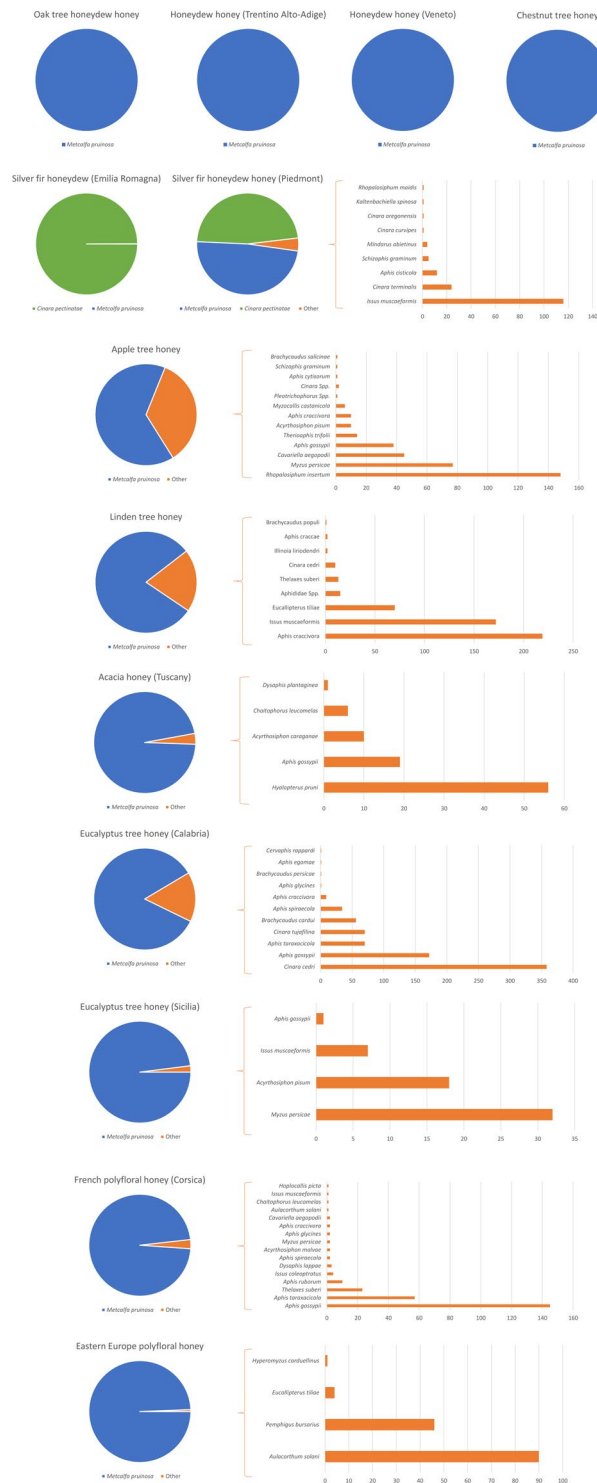 Oak tree honeydew honey
Honeydew honey (Trentino Alto-Adige)
Honeydew honey (Veneto)
Chestnut tree honey
Metcalfa pruinosa
Metcalfa pruinosa
Metcalfa pruinosa
Metcalfa pruinosa
Silver fir honeydew (Emilia Romagna)
Silver fir honeydew honey (Piedmont)
Rhopalosiphum maidis
Kaltenbachiella spinosa
Cinara oregonensis
Cinara curvipes
Mindarus abietinus
Schizaphis graminum
Aphis cisticola
Cinara terminalis
Issus muscaeformis
0 20 40 60 80 100 120 140
Cinara pectinatae Metcalfa pruinosa
Metcalfa pruinosa Cinara pectinatae Other
Apple tree honey
Brachycaudus salicinae
Schizaphis graminum
Aphis cytisorum
Cinara Spp.
Pleotrichophorus Spp.
Myzocallis castanicola
Aphis craccivora
Acyrthosiphon pisum
Therioaphis trifolii
Aphis gossypii
Cavariella aegopodii
Myzus persicae
Rhopalosiphum insertum
0 20 40 60 80 100 120 140 160
Metcalfa pruinosa Other
Linden tree honey
Brachycaudus populi
Aphis craccae
Illinoia liriodendri
Cinara cedri
Thelaxes suberi
Aphididae Spp.
Eucallipterus tiliae
Issus muscaeformis
Aphis craccivora
0 50 100 150 200 250
Metcalfa pruinosa Other
Acacia honey (Tuscany)
Dysaphis plantaginea
Chaitophorus leucomelas
Acyrthosiphon caraganae
Aphis gossypii
Hyalopterus pruni
0 10 20 30 40 50 60
Metcalfa pruinosa Other
Eucalyptus tree honey (Calabria)
Cervaphis rappardi
Aphis egomae
Brachycaudus persicae
Aphis glycines
Aphis craccivora
Aphis spiraecola
Brachycaudus cardui
Cinara tujafilina
Aphis taraxacicola
Aphis gossypii
Cinara cedri
0 50 100 150 200 250 300 350 400
Metcalfa pruinosa Other
Eucalyptus tree honey (Sicilia)
Aphis gossypii
Issus muscaeformis
Acyrthosiphon pisum
Myzus persicae
0 5 10 15 20 25 30 35
Metcalfa pruinosa Other
French polyfloral honey (Corsica)
Hoplocallis picta
Issus muscaeformis
Chaitophorus leucomelas
Aulacorthum solani
Cavariella aegopodii
Aphis craccivora
Aphis glycines
Myzus persicae
Acyrthosiphon malvae
Aphis spiraecola
Dysaphis lappae
Issus coleoptratus
Aphis ruborum
Thelaxes suberi
Aphis taraxacicola
Aphis gossypii
0 20 40 60 80 100 120 140 160
Metcalfa pruinosa Other
Eastern Europe polyfloral honey
Hyperomyzus carduellinus
Eucallipterus tiliae
Pemphigus bursarius
Aulacorthum solani
0 10 20 30 40 50 60 70 80 90 100
Metcalfa pruinosa Other